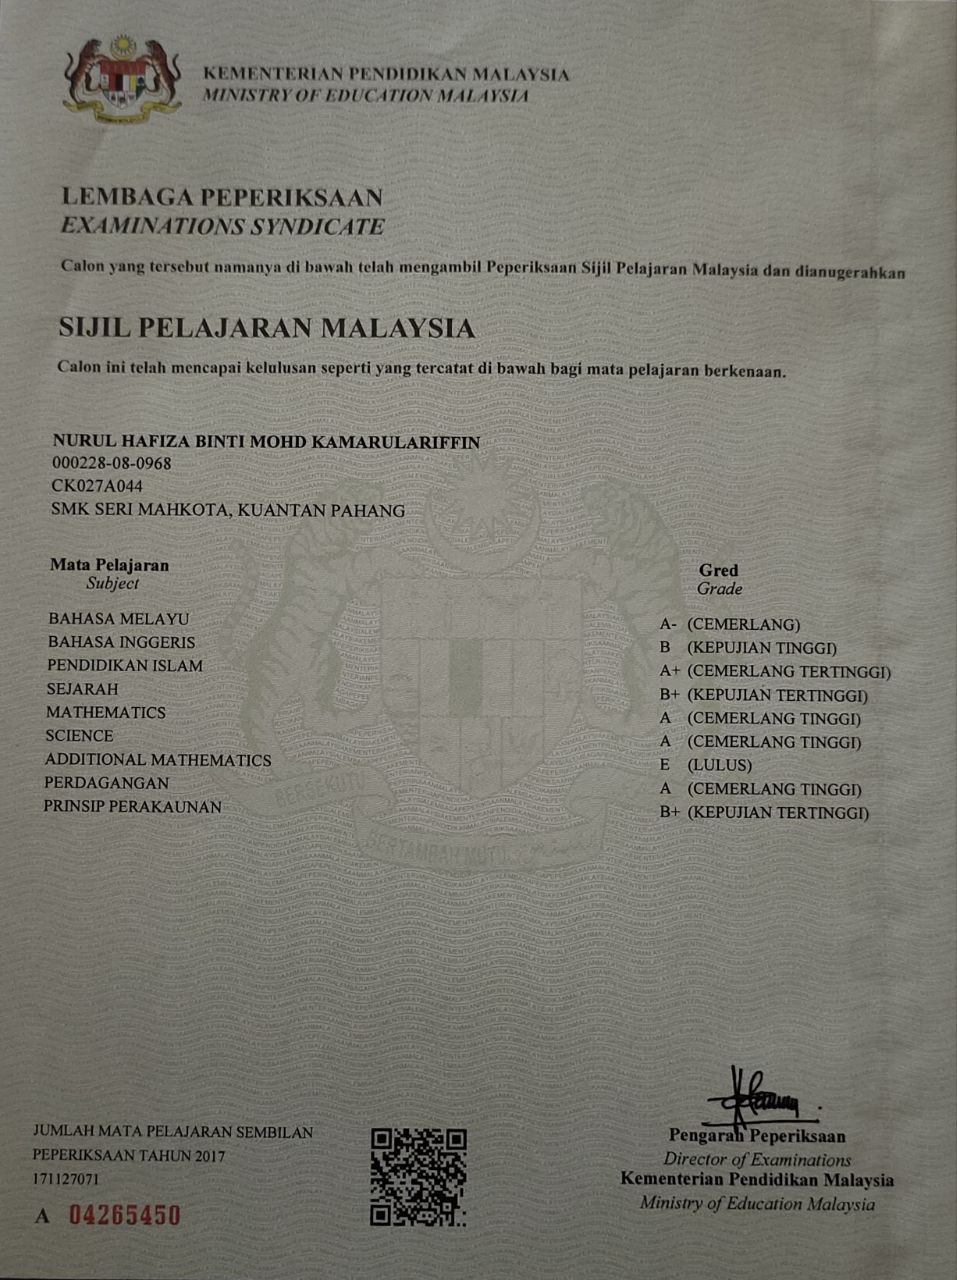 KEMENTERIAN PENDIDIKAN MALAYSIA
MINISTRY OF EDUCATION MALAYSIA
LEMBAGA PEPERIKSAAN
EXAMINATIONS SYNDICATE
Calon yang tersebut namanya di bawah telah mengambil Peperiksaan Sijil Pelajaran Malaysia dan dianugerahkan
SIJIL PELAJARAN MALAYSIA
Calon ini telah mencapai kelulusan seperti yang tercatat di bawah bagi mata pelajaran berkenaan.
NURUL HAFIZA BINTI MOHD KAMARULARIFFIN
000228-08-0968
CK027A044
SMK SERI MAHKOTA, KUANTAN PAHANG
Mata Pelajaran Gred
Subject Grade
BAHASA MELAYU A- (CEMERLANG)
BAHASA INGGERIS B (KEPUJIAN TINGGI)
PENDIDIKAN ISLAM A+ (CEMERLANG TERTINGGI)
SEJARAH B+ (KEPUJIAN TERTINGGI)
MATHEMATICS A (CEMERLANG TINGGI)
SCIENCE A (CEMERLANG TINGGI)
ADDITIONAL MATHEMATICS E (LULUS)
PERDAGANGAN A (CEMERLANG TINGGI)
PRINSIP PERAKAUNAN B+ (KEPUJIAN TERTINGGI)
BERTAMBAH MUTU
JUMLAH MATA PELAJARAN SEMBILAN
PEPERIKSAAN TAHUN 2017
171127071
A 04265450
Pengarah Peperiksaan
Director of Examinations
Kementerian Pendidikan Malaysia
Ministry of Education Malaysia